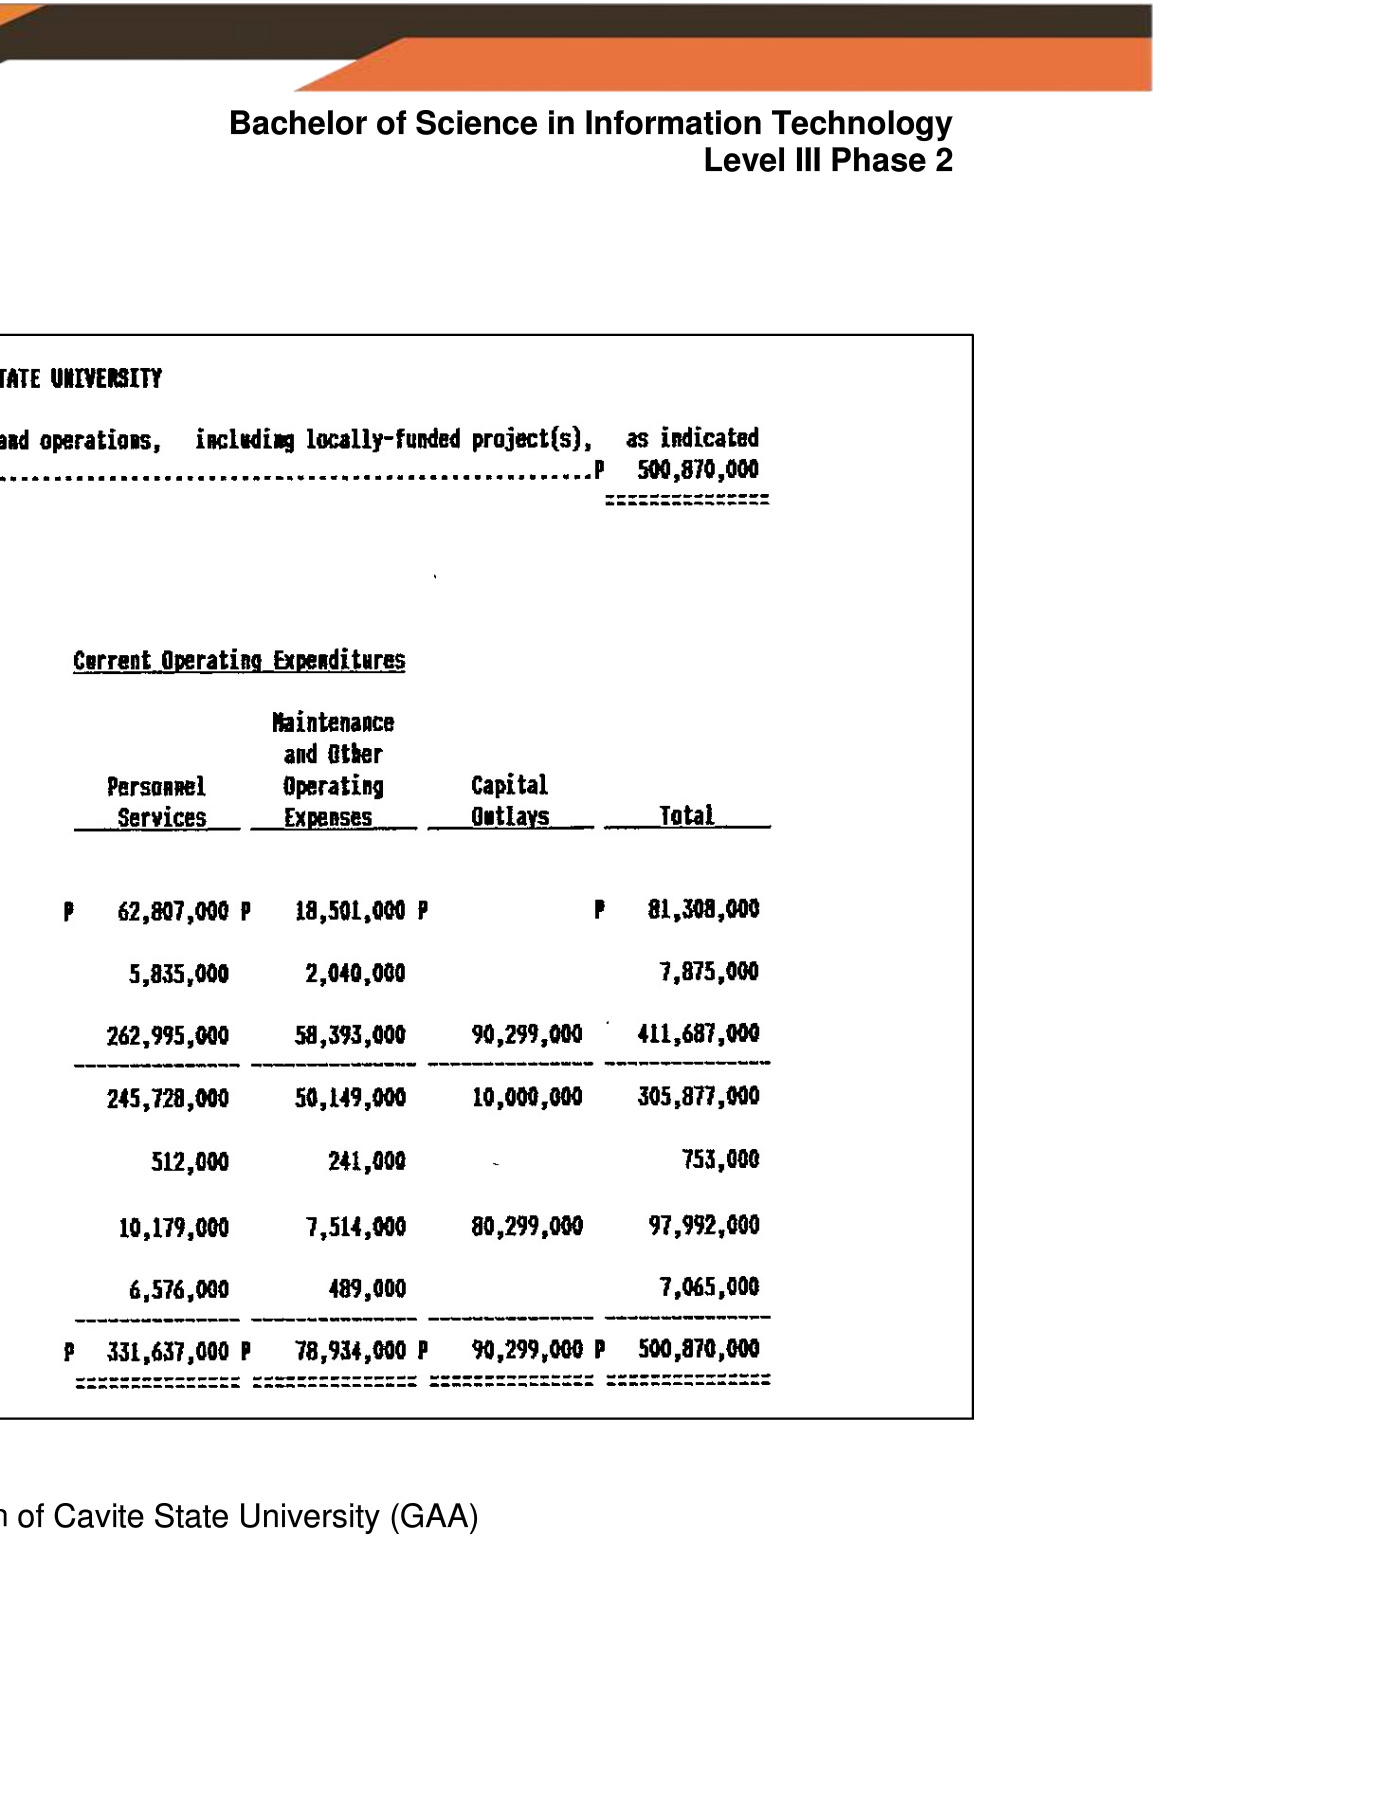 Bachelor of Science in Information Technology
Level III Phase 2
TATE UNIVERSITY
and operations, including locally-funded project(s), as indicated
P 500,870,000
Current Operating Expenditures
Maintenance
and Other
Personnel Operating Capital
Services Expenses Outlays Total
P 62,807,000 P 18,501,000 P P 81,308,000
5,835,000 2,040,000 7,875,000
262,995,000 58,393,000 90,299,000 411,687,000
245,728,000 50,149,000 10,000,000 305,877,000
512,000 241,000 753,000
10,179,000 7,514,000 80,299,000 97,992,000
6,576,000 489,000 7,065,000
P 331,637,000 P 78,934,000 P 90,299,000 P 500,870,000
n of Cavite State University (GAA)